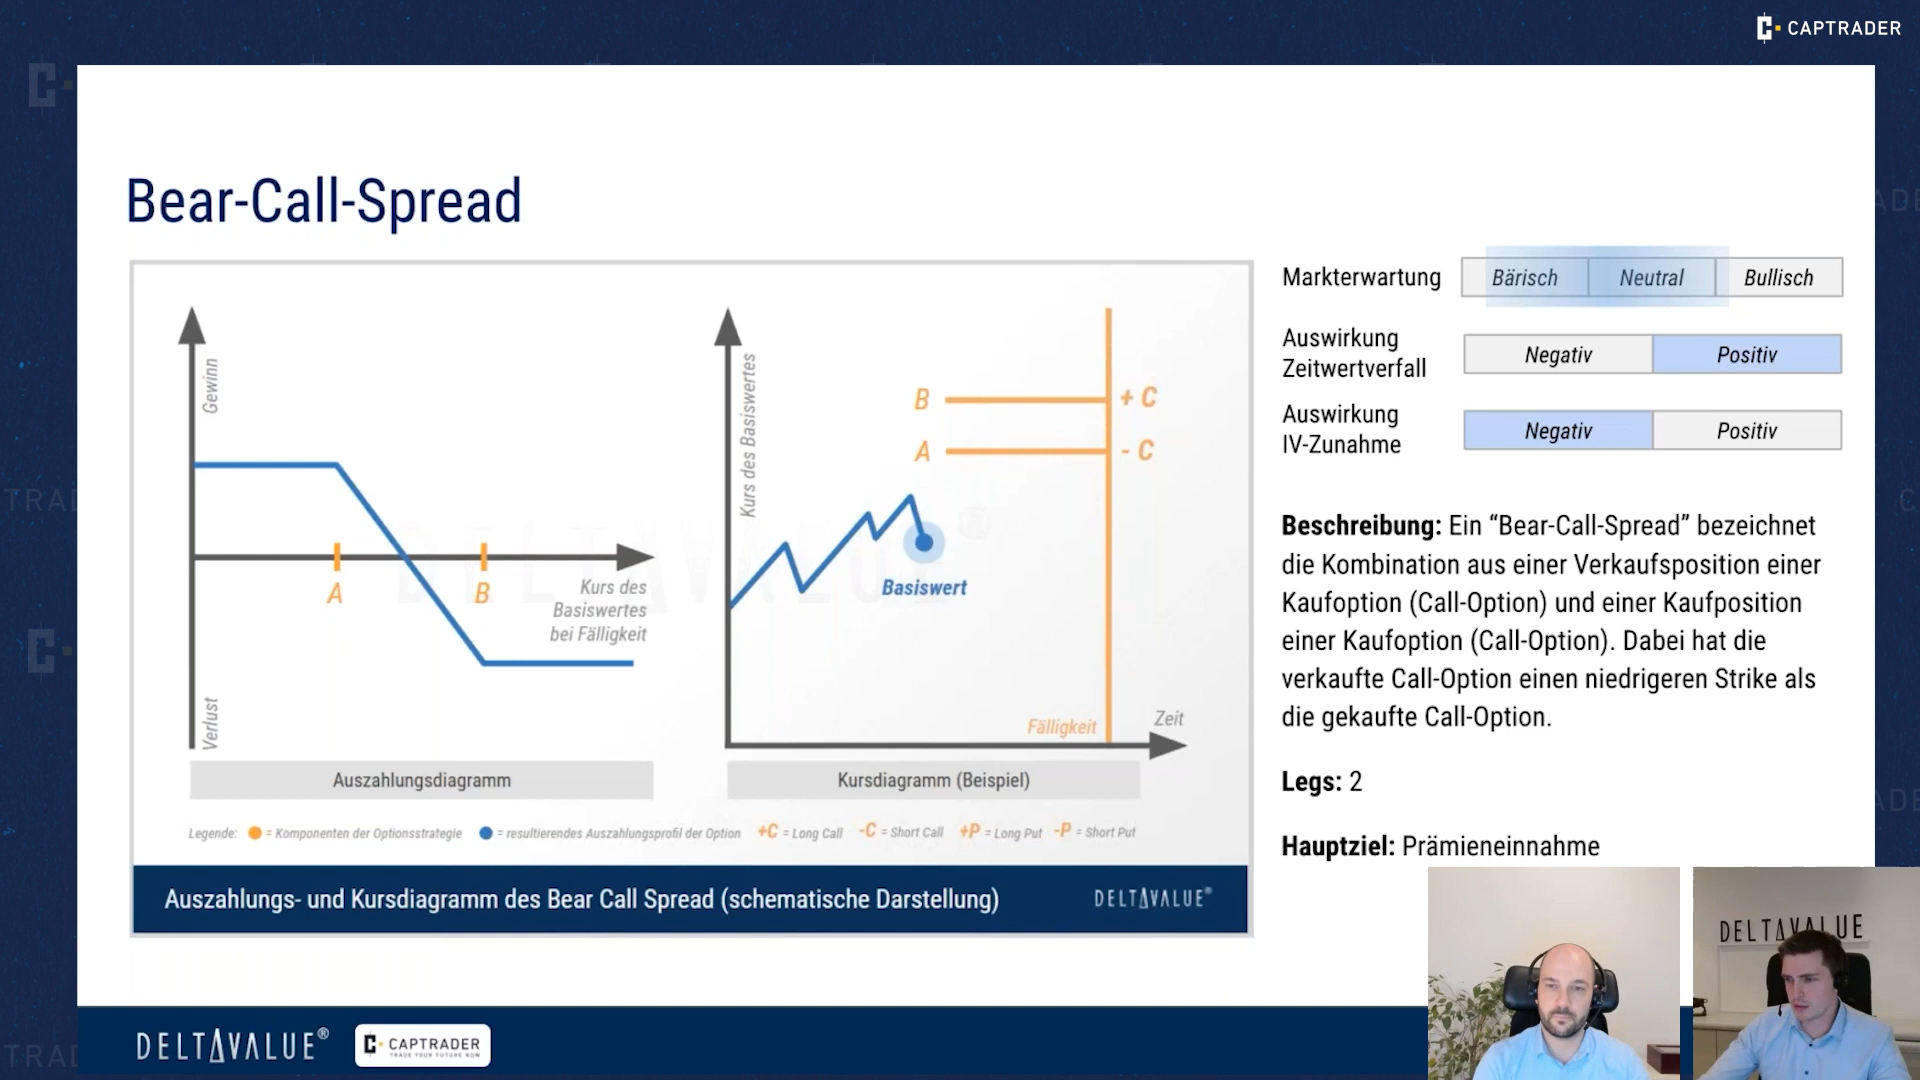 CAPTRADER
Bear-Call-Spread
Gewinn
Verlust
A
B
Kurs des
Basiswertes
bei Fälligkeit
Auszahlungsdiagramm
Kurs des Basiswertes
B
+ C
A
- C
Basiswert
Fälligkeit
Zeit
Kursdiagramm (Beispiel)
Legende: = Komponenten der Optionsstrategie = resultierendes Auszahlungsprofil der Option +C = Long Call -C = Short Call +P = Long Put -P = Short Put
Auszahlungs- und Kursdiagramm des Bear Call Spread (schematische Darstellung)
DELTAVALUE®
Markterwartung
Bärisch Neutral Bullisch
Auswirkung
Zeitwertverfall
Negativ Positiv
Auswirkung
IV-Zunahme
Negativ Positiv
Beschreibung: Ein “Bear-Call-Spread” bezeichnet
die Kombination aus einer Verkaufsposition einer
Kaufoption (Call-Option) und einer Kaufposition
einer Kaufoption (Call-Option). Dabei hat die
verkaufte Call-Option einen niedrigeren Strike als
die gekaufte Call-Option.
Legs: 2
Hauptziel: Prämieneinnahme
DELTAVALUE
DELTAVALUE®
CAPTRADER
TRADE YOUR FUTURE NOW